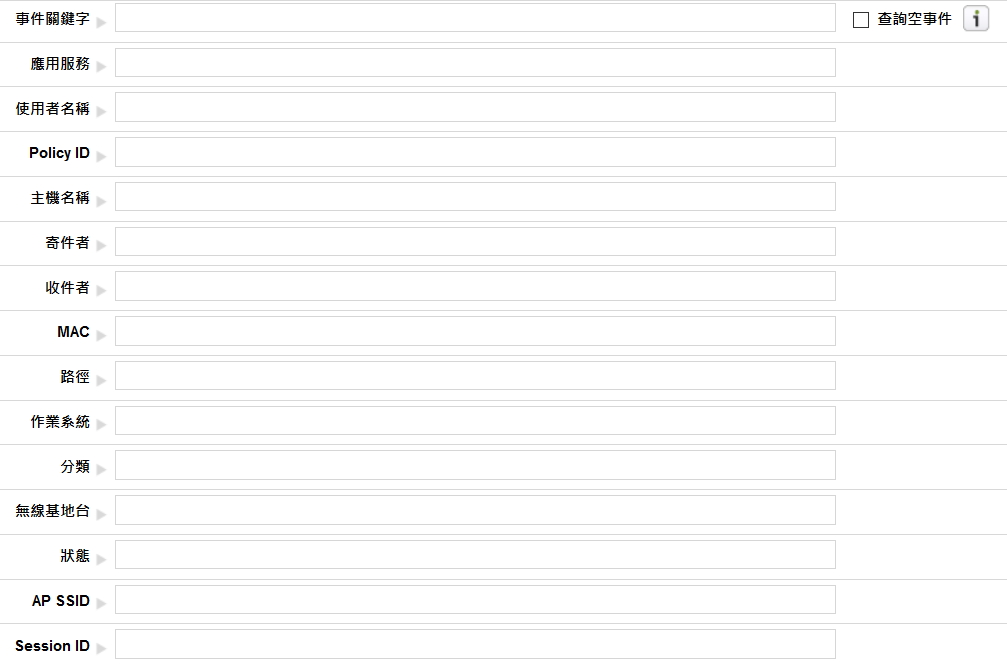 事件關鍵字 查詢空事件
應用服務
使用者名稱
Policy ID
主機名稱
寄件者
收件者
MAC
路徑
作業系統
分類
無線基地台
狀態
AP SSID
Session ID